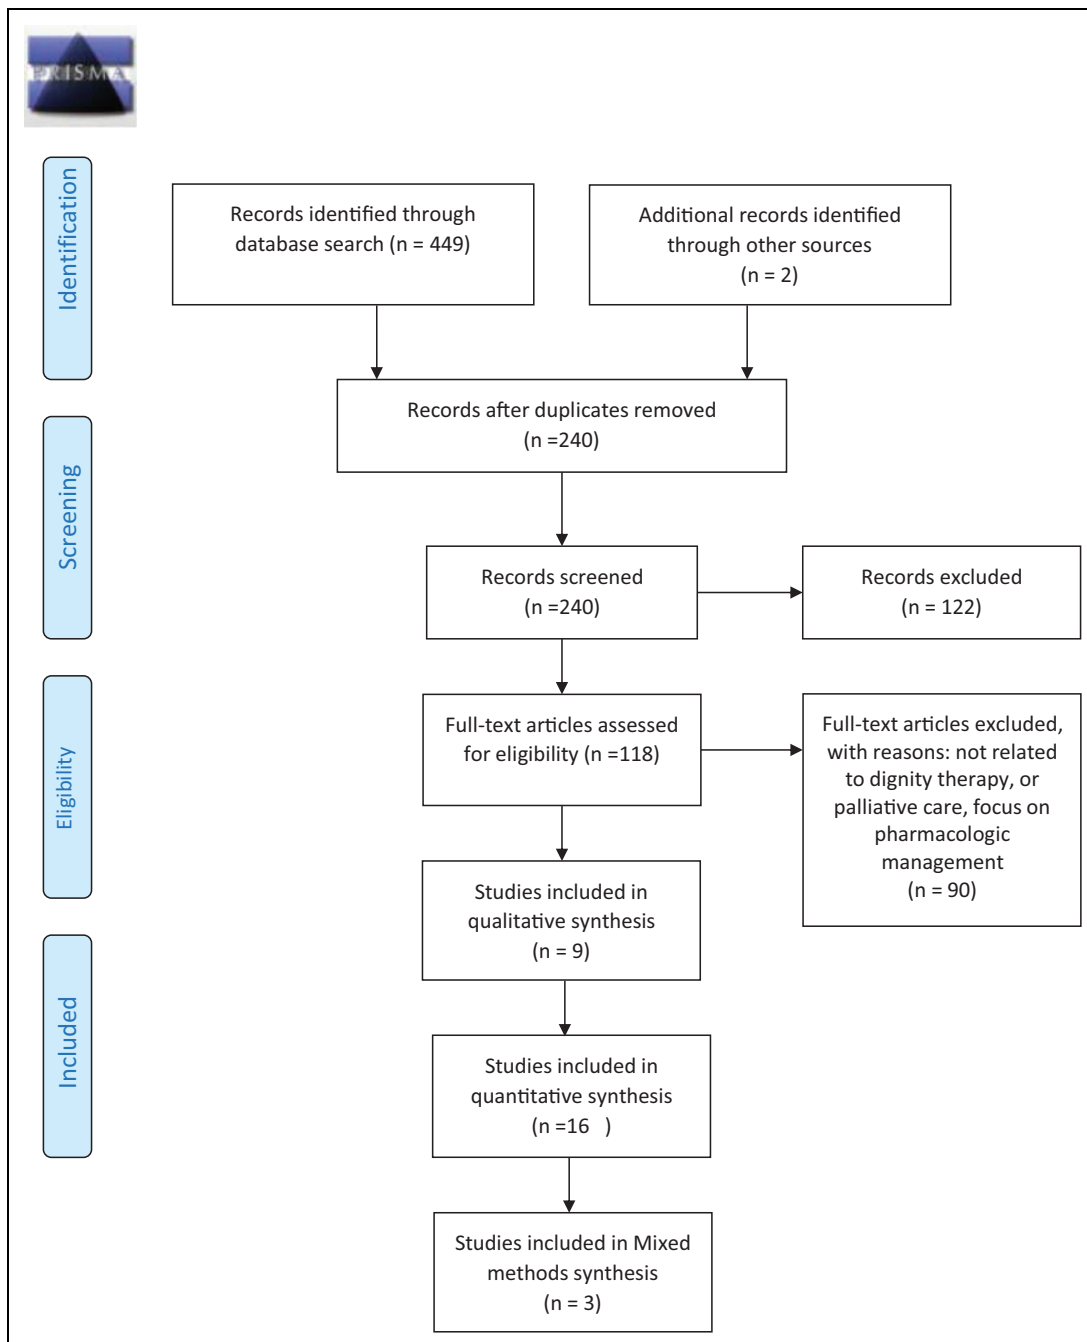 PRISMA
Identification
Records identified through
database search (n = 449)
Additional records identified
through other sources
(n = 2)
Records after duplicates removed
(n =240)
Screening
Records screened
(n =240)
Records excluded
(n = 122)
Eligibility
Full-text articles assessed
for eligibility (n =118)
Full-text articles excluded,
with reasons: not related
to dignity therapy, or
palliative care, focus on
pharmacologic
management
(n = 90)
Studies included in
qualitative synthesis
(n = 9)
Included
Studies included in
quantitative synthesis
(n =16   )
Studies included in Mixed
methods synthesis
(n = 3)